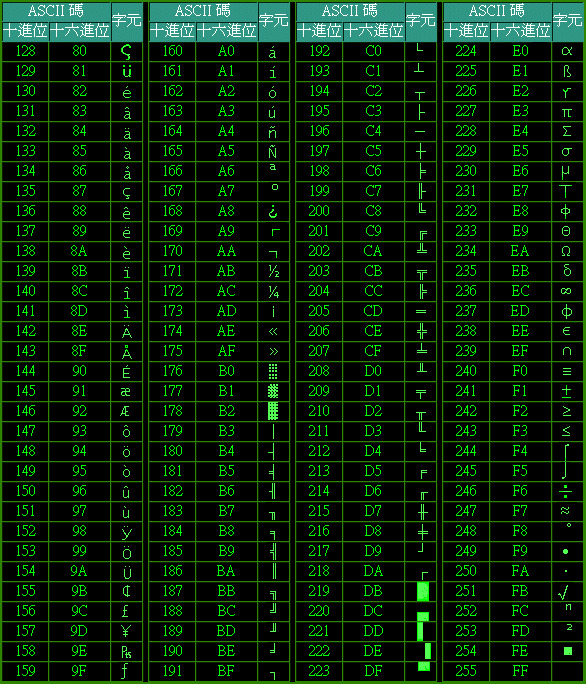 ASCII 碼 字元 ASCII 碼 字元 ASCII 碼 字元 ASCII 碼 字元
十進位 十六進位 十進位 十六進位 十進位 十六進位 十進位 十六進位
128 80 Ç 160 A0 á 192 C0 └ 224 E0 α
129 81 ü 161 A1 í 193 C1 ┴ 225 E1 ß
130 82 é 162 A2 ó 194 C2 ┬ 226 E2 ϒ
131 83 â 163 A3 ú 195 C3 ├ 227 E3 π
132 84 ä 164 A4 ñ 196 C4 ─ 228 E4 Σ
133 85 à 165 A5 Ñ 197 C5 ┼ 229 E5 σ
134 86 å 166 A6 ª 198 C6 ╞ 230 E6 μ
135 87 ç 167 A7 º 199 C7 ╟ 231 E7 ┬
136 88 ê 168 A8 ¿ 200 C8 ╚ 232 E8 ф
137 89 ë 169 A9 ⌐ 201 C9 ╔ 233 E9 Θ
138 8A è 170 AA ¬ 202 CA ╩ 234 EA Ω
139 8B ï 171 AB ½ 203 CB ╦ 235 EB δ
140 8C î 172 AC ¼ 204 CC ╠ 236 EC ∞
141 8D ì 173 AD ¡ 205 CD ═ 237 ED ϕ
142 8E Ä 174 AE « 206 CE ╬ 238 EE ∈
143 8F Å 175 AF » 207 CF ╧ 239 EF ∩
144 90 É 176 B0 ░ 208 D0 ╨ 240 F0 ≡
145 91 æ 177 B1 ▒ 209 D1 ╤ 241 F1 ±
146 92 Æ 178 B2 ▓ 210 D2 ╥ 242 F2 ≥
147 93 ô 179 B3 │ 211 D3 ╙ 243 F3 ≤
148 94 ö 180 B4 ┤ 212 D4 ╘ 244 F4 ⌠
149 95 ò 181 B5 ╡ 213 D5 ╒ 245 F5 ⌡
150 96 û 182 B6 ╢ 214 D6 ╓ 246 F6 ÷
151 97 ù 183 B7 ╖ 215 D7 ╫ 247 F7 ≈
152 98 ÿ 184 B8 ╕ 216 D8 ╪ 248 F8 °
153 99 Ö 185 B9 ╣ 217 D9 ┘ 249 F9 •
154 9A Ü 186 BA ║ 218 DA ┌ 250 FA ·
155 9B ¢ 187 BB ╗ 219 DB █ 251 FB √
156 9C £ 188 BC ╝ 220 DC ▄ 252 FC ⁿ
157 9D ¥ 189 BD ╜ 221 DD ▌ 253 FD ²
158 9E ₧ 190 BE ╛ 222 DE ▐ 254 FE ■
159 9F ƒ 191 BF ┐ 223 DF ▀ 255 FF